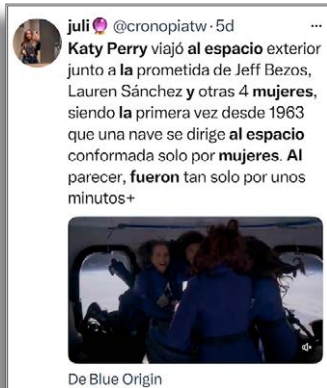 juli🔮 @cronopiatw · 5d ...
Katy Perry viajó al espacio exterior
junto a la prometida de Jeff Bezos,
Lauren Sánchez y otras 4 mujeres,
siendo la primera vez desde 1963
que una nave se dirige al espacio
conformada solo por mujeres. Al
parecer, fueron tan solo por unos
minutos+
De Blue Origin